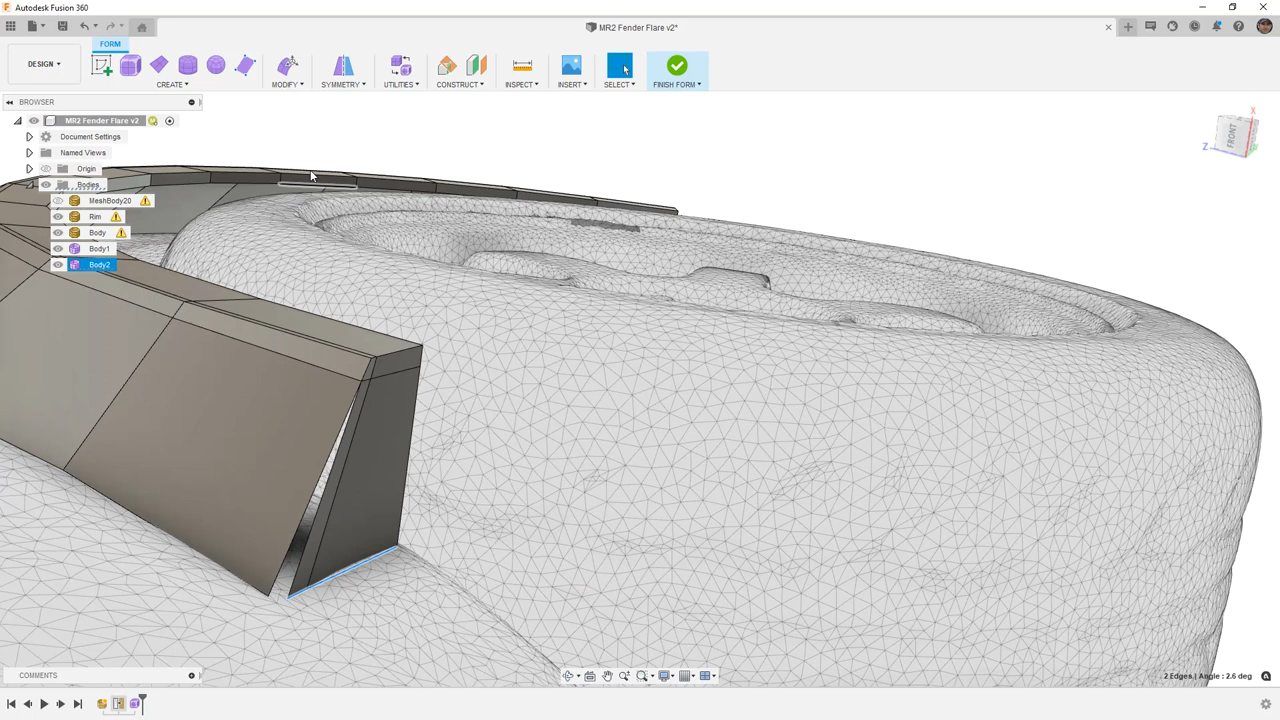 Autodesk Fusion 360
MR2 Fender Flare v2*
FORM
DESIGN
CREATE
MODIFY
SYMMETRY
UTILITIES
CONSTRUCT
INSPECT
INSERT
SELECT
FINISH FORM
BROWSER
MR2 Fender Flare v2
Document Settings
Named Views
Origin
Bodies
MeshBody20
Rim
Body
Body1
Body2
X
FRONT
Z
COMMENTS
2 Edges | Angle : 2.6 deg